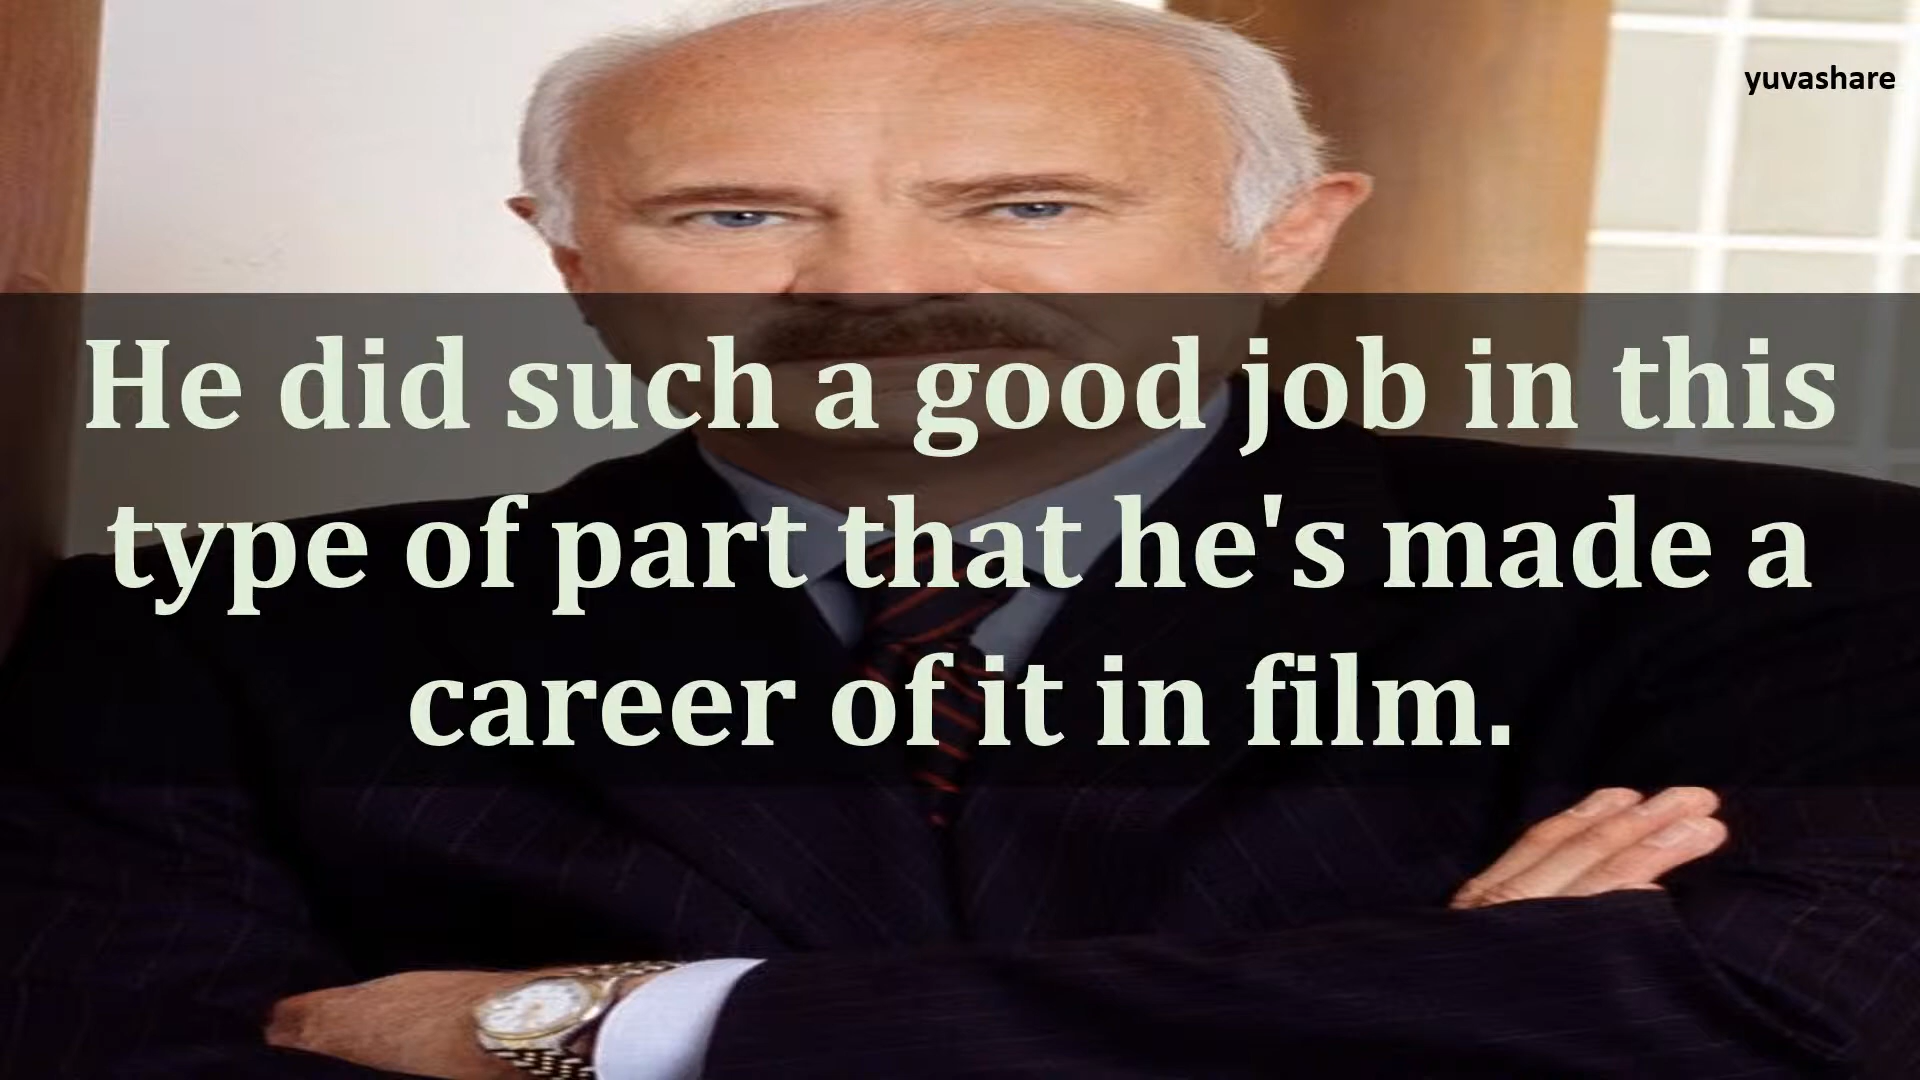 yuvashare
He did such a good job in this
type of part that he's made a
career of it in film.